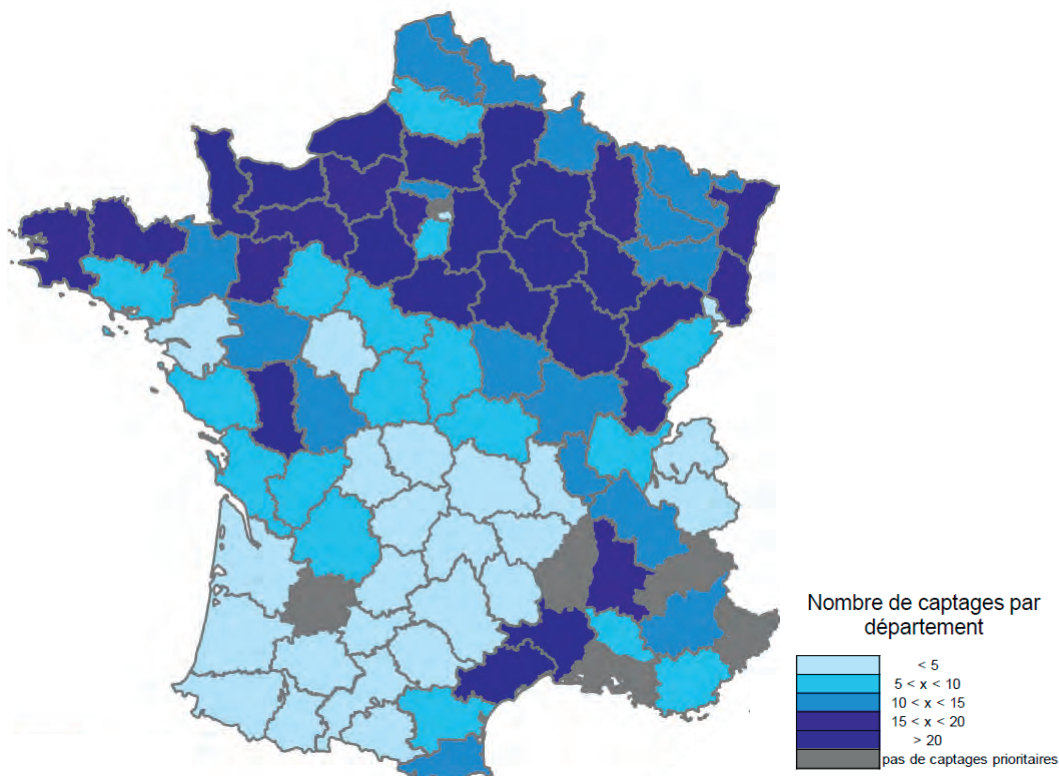 Nombre de captages par
département
< 5
5 < x < 10
10 < x < 15
15 < x < 20
> 20
pas de captages prioritaires